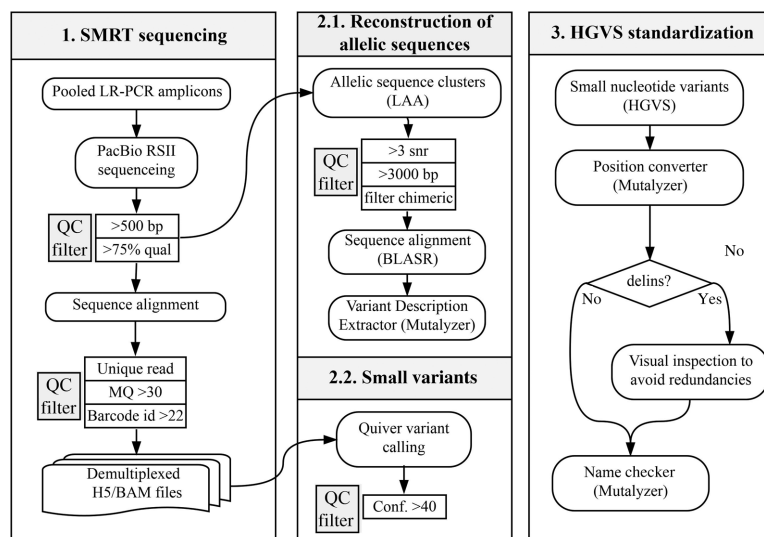 1. SMRT sequencing
Pooled LR-PCR amplicons
PacBio RSII
sequenceing
QC
filter
>500 bp
>75% qual
Sequence alignment
QC
filter
Unique read
MQ >30
Barcode id >22
Demultiplexed
H5/BAM files
2.1. Reconstruction of
allelic sequences
Allelic sequence clusters
(LAA)
QC
filter
>3 snr
>3000 bp
filter chimeric
Sequence alignment
(BLASR)
Variant Description
Extractor (Mutalyzer)
2.2. Small variants
Quiver variant
calling
QC
filter
Conf. >40
3. HGVS standardization
Small nucleotide variants
(HGVS)
Position converter
(Mutalyzer)
No
delins?
No
Yes
Visual inspection to
avoid redundancies
Name checker
(Mutalyzer)